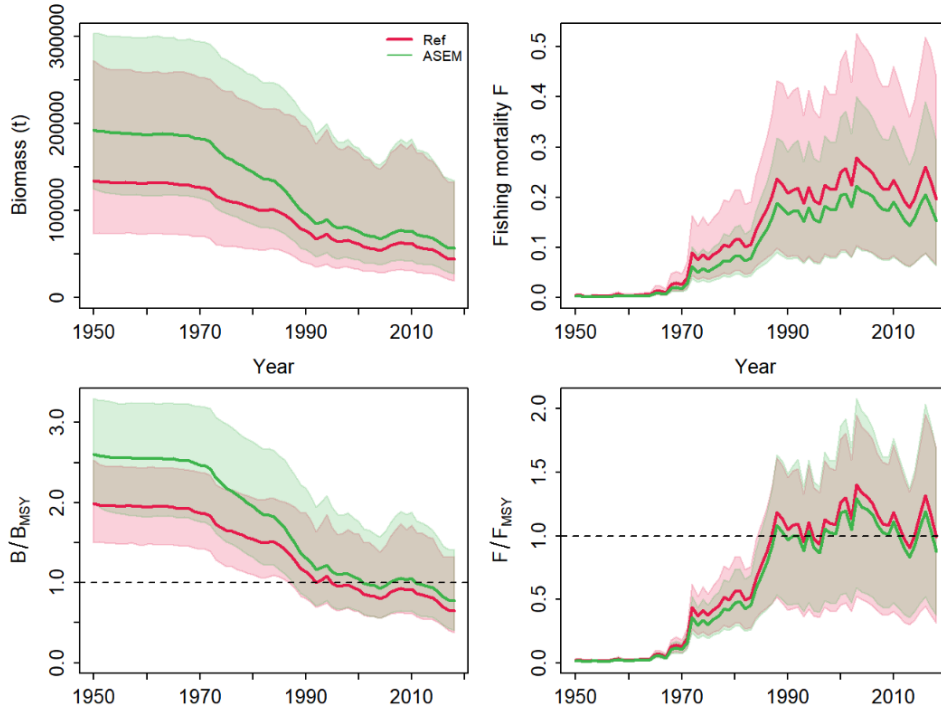 Biomass (t)
300000
200000
100000
0
Ref
ASEM
1950 1970 1990 2010
Year
Fishing mortality F
0.5
0.4
0.3
0.2
0.1
0.0
1950 1970 1990 2010
Year
B / BMSY
3.0
2.0
1.0
0.0
1950 1970 1990 2010
F / FMSY
2.0
1.5
1.0
0.5
0.0
1950 1970 1990 2010